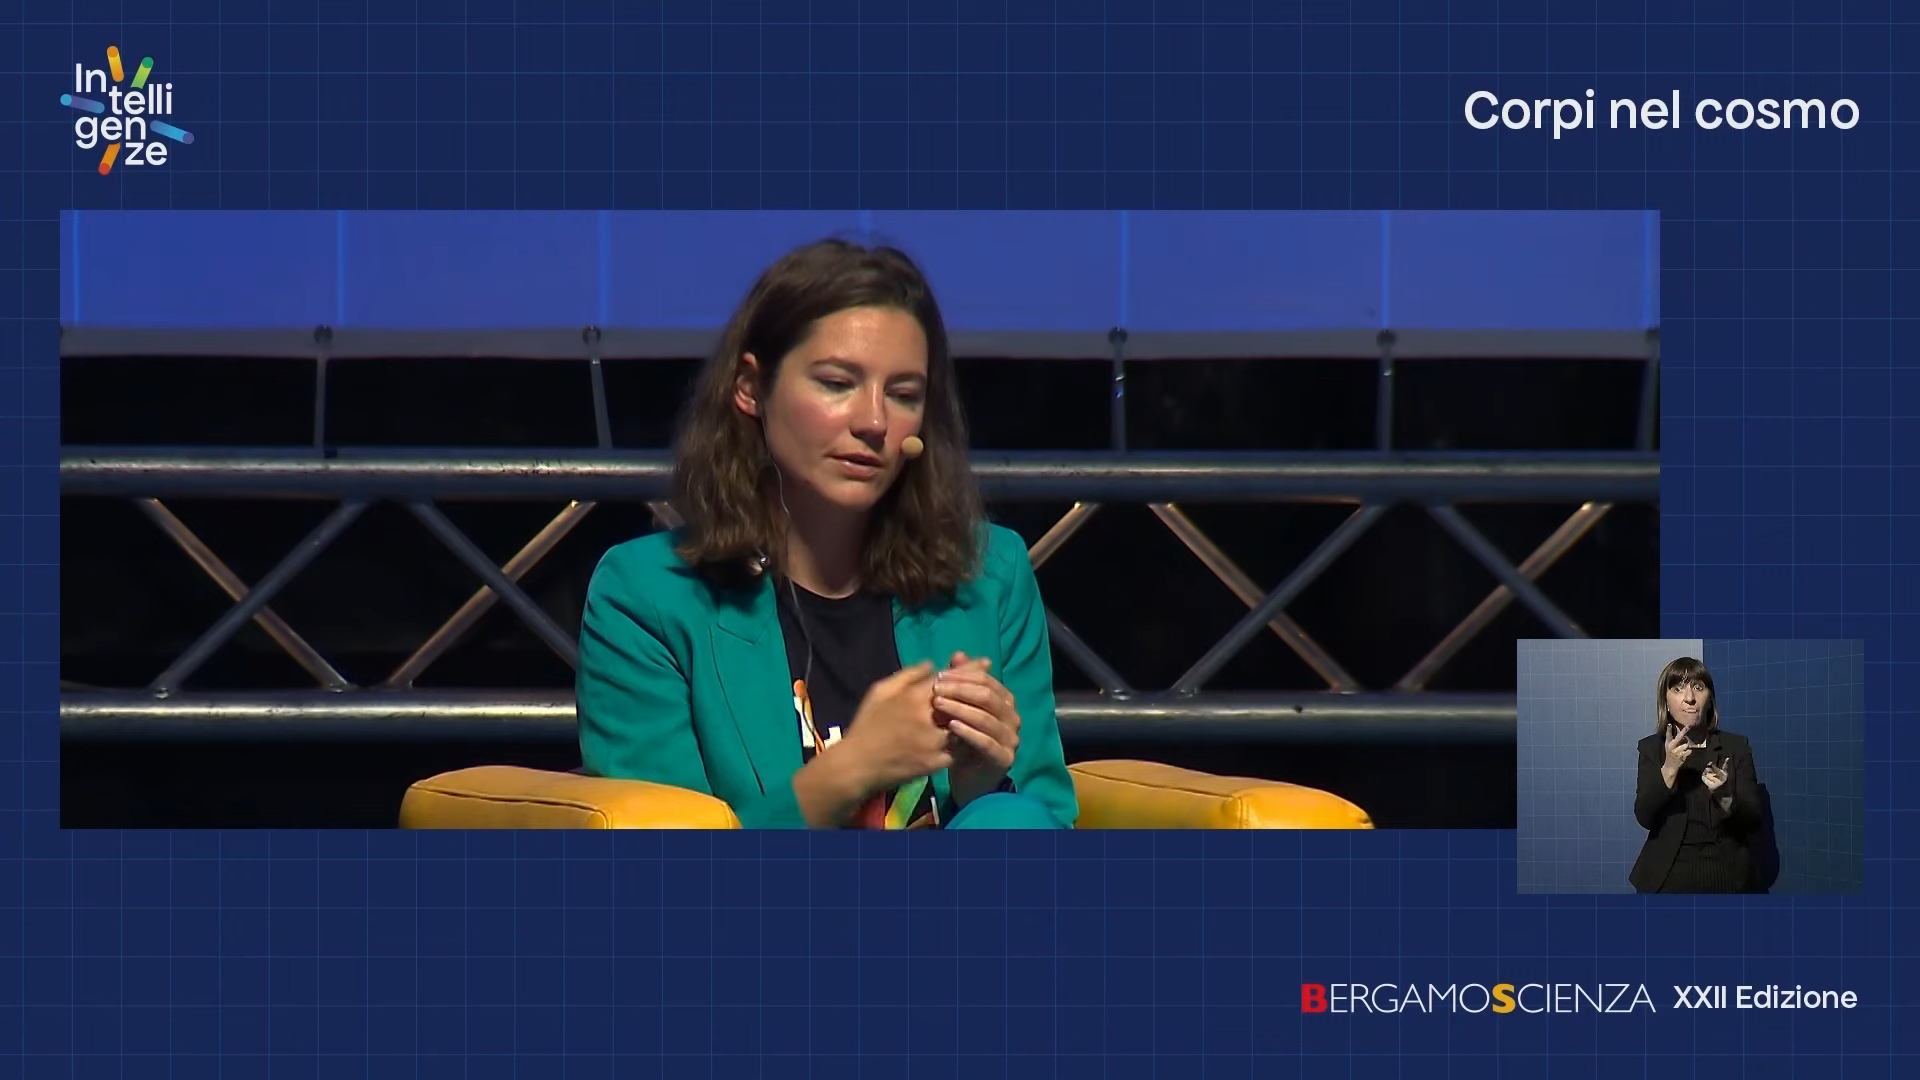 In
telli
gen
ze
Corpi nel cosmo
BERGAMOSCIENZA XXII Edizione